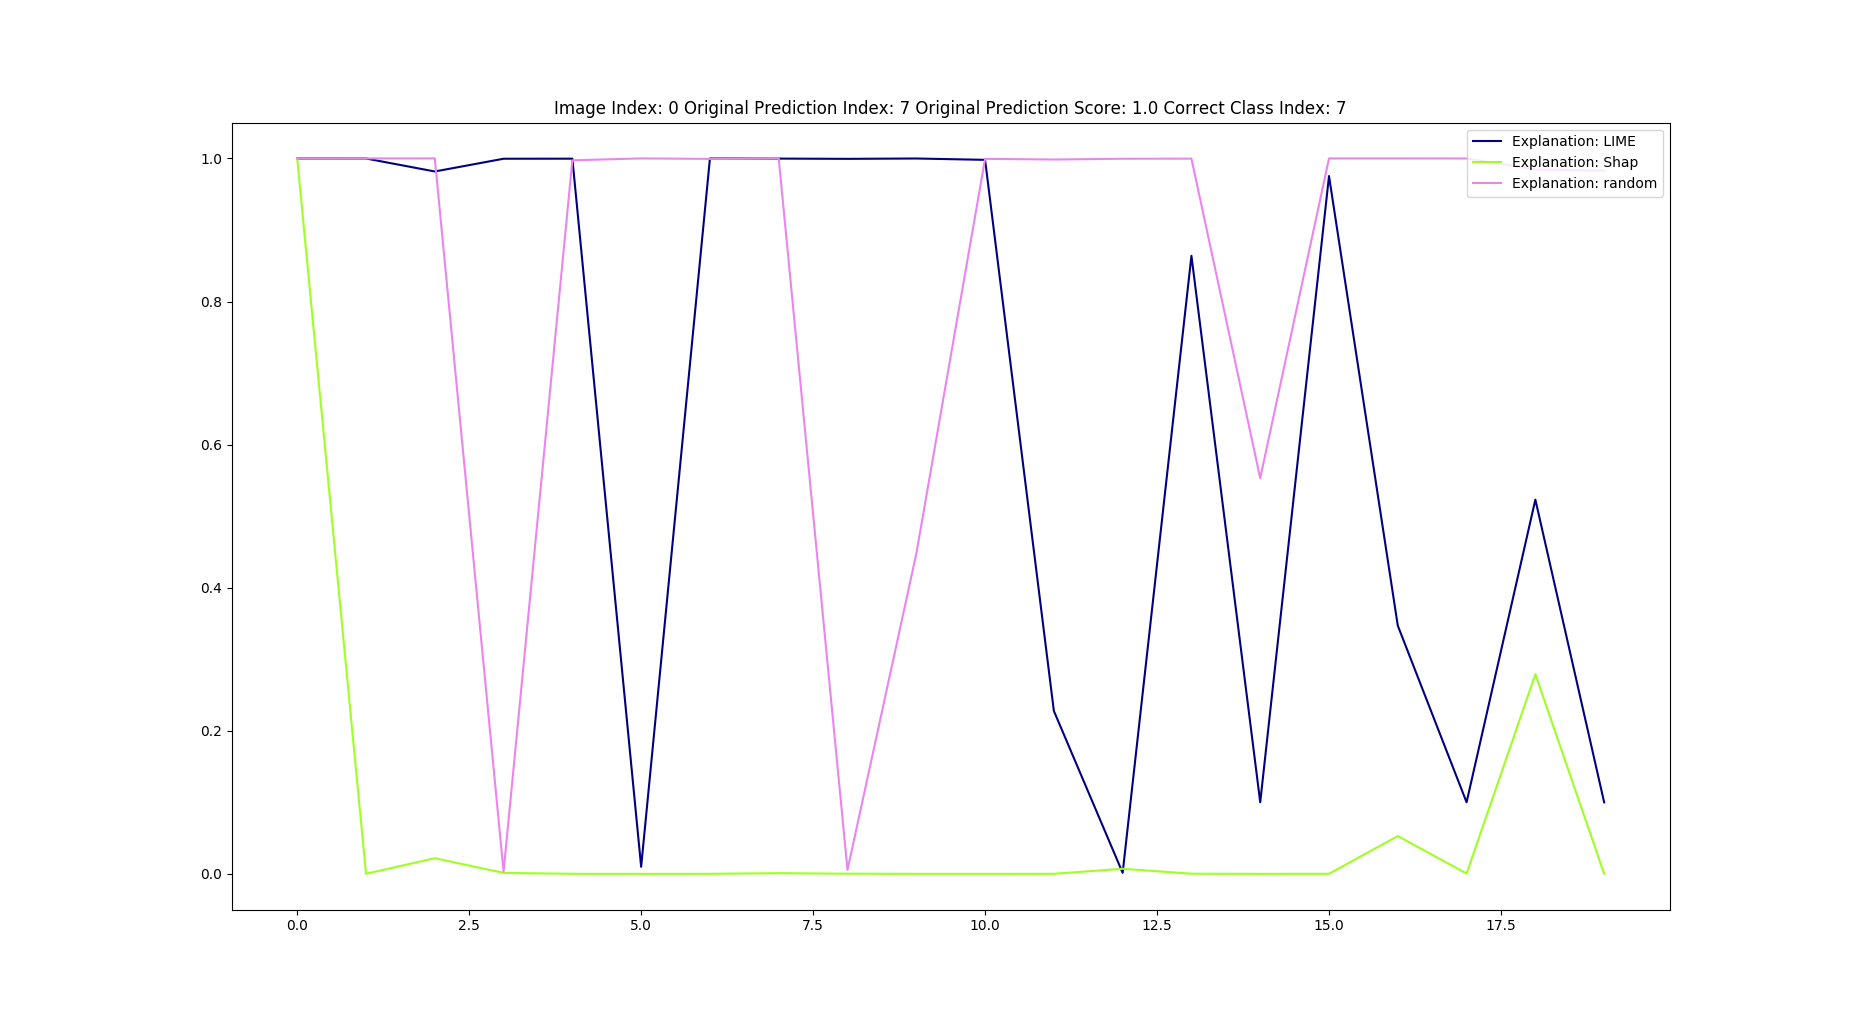 Image Index: 0 Original Prediction Index: 7 Original Prediction Score: 1.0 Correct Class Index: 7
Explanation: LIME
Explanation: Shap
Explanation: random
1.0
0.8
0.6
0.4
0.2
0.0
0.0 2.5 5.0 7.5 10.0 12.5 15.0 17.5